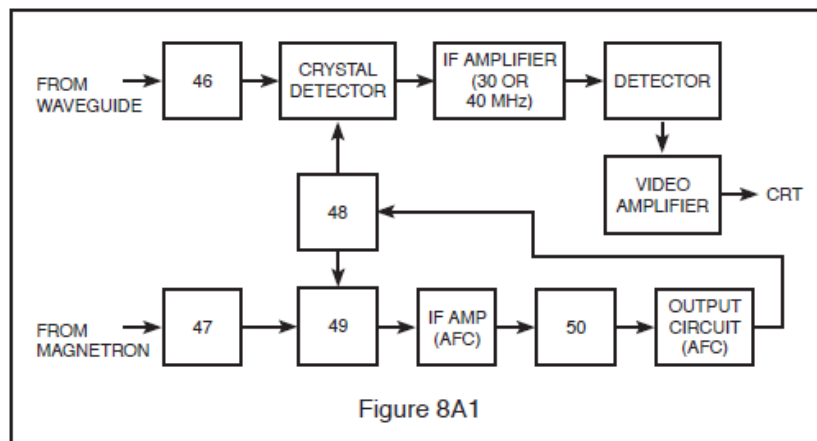 FROM
WAVEGUIDE
46
CRYSTAL
DETECTOR
IF AMPLIFIER
(30 OR
40 MHz)
DETECTOR
VIDEO
AMPLIFIER
CRT
48
FROM
MAGNETRON
47
49
IF AMP
(AFC)
50
OUTPUT
CIRCUIT
(AFC)
Figure 8A1